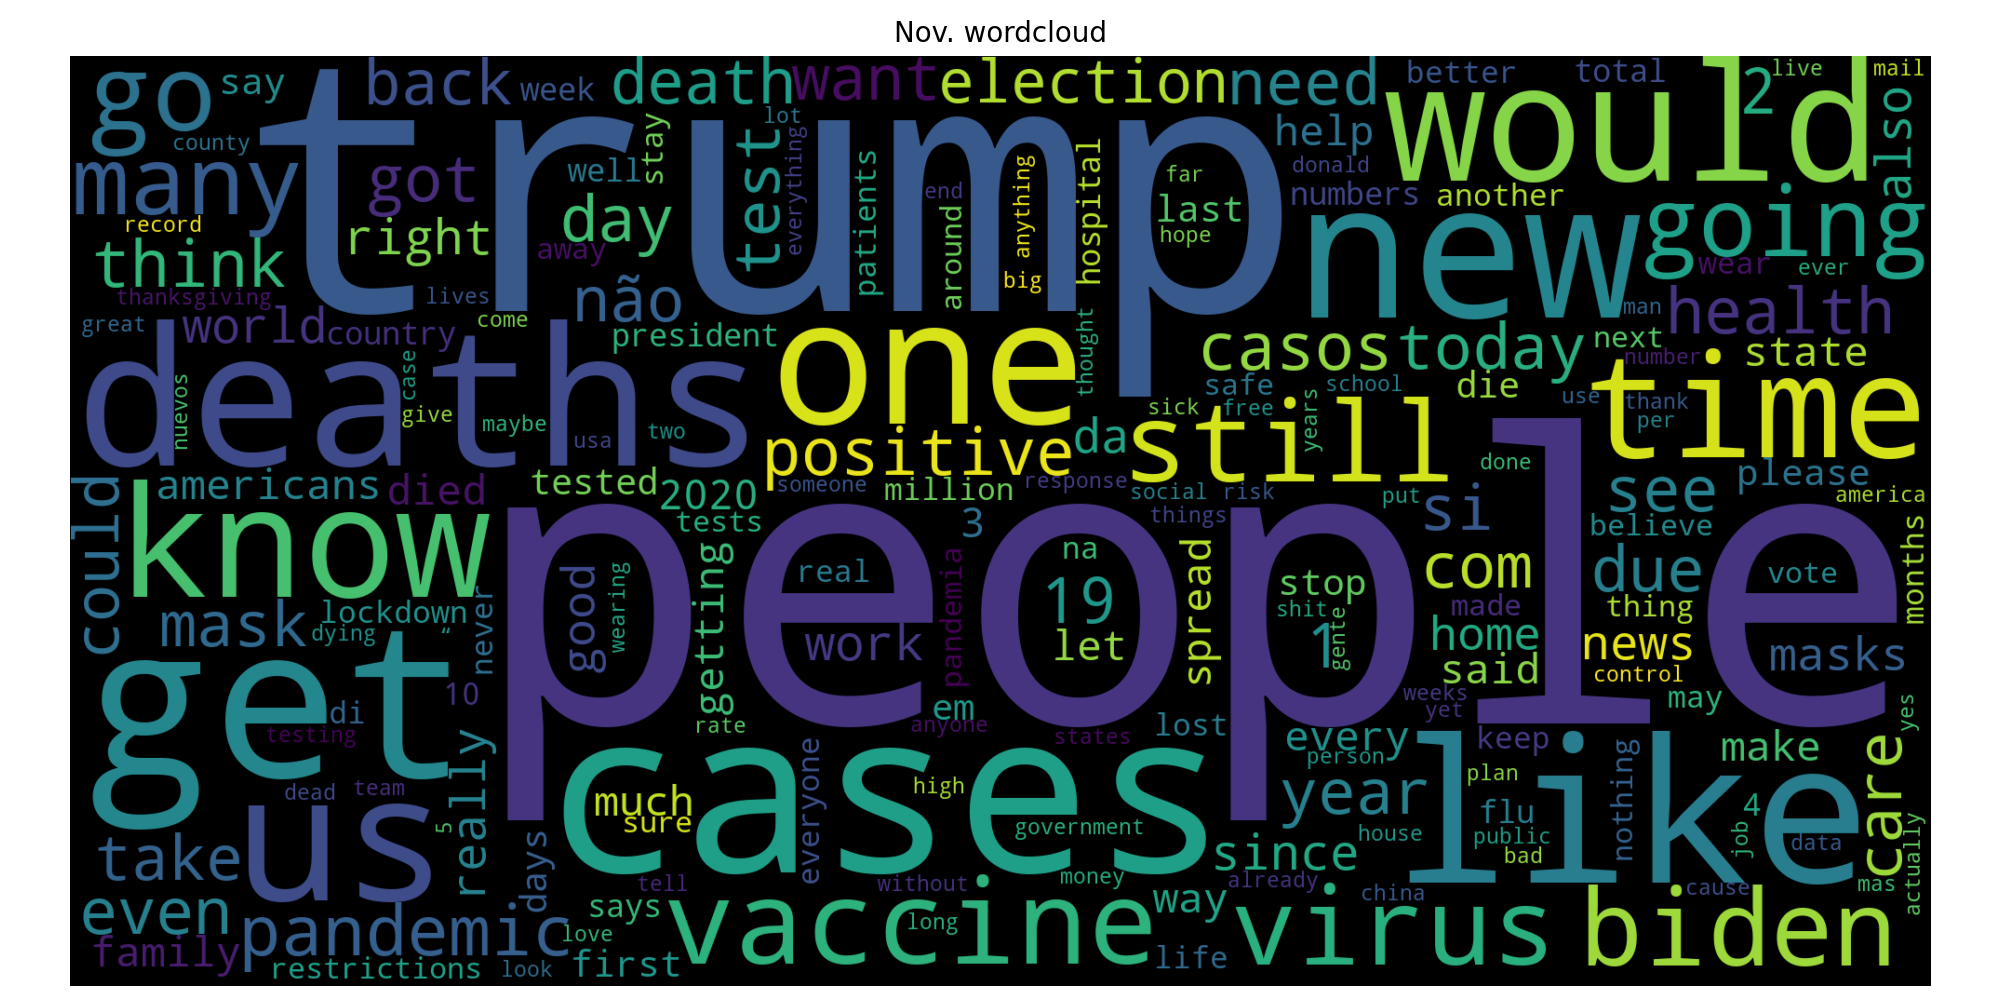 Nov. wordcloud
go
say
back
week
death
want
election
need
better
total
2
live
mail
county
trump
lot
help
would
also
many
got
well
stay
test
everything
patients
end
anything
hospital
far
donald
numbers
another
record
right
day
around
last
new
going
think
away
big
hope
wear
ever
thanksgiving
lives
não
man
health
great
world
country
come
president
one
thought
casos
today
next
number
state
deaths
case
nuevos
give
maybe
usa
two
safe
school
die
use
thank
time
sick
free
years
per
positive
da
still
done
could
americans
died
tested
2020
someone
million
response
social
risk
put
si
see
please
america
know
tests
3
things
believe
people
months
getting
pandemia
na
real
19
spread
stop
com
due
vote
mask
lockdown
never
good
wearing
shit
made
thing
dying
“
work
let
1
gente
home
news
masks
get
said
control
10
weeks
may
di
em
yet
testing
rate
anyone
states
lost
every
keep
yes
really
cases
person
like
make
care
us
dead
team
everyone
high
year
plan
nothing
much
flu
4
5
sure
government
house
public
job
data
take
days
since
bad
actually
tell
without
money
already
china
cause
mas
even
says
vaccine
long
way
virus
biden
pandemic
love
family
restrictions
look
first
life